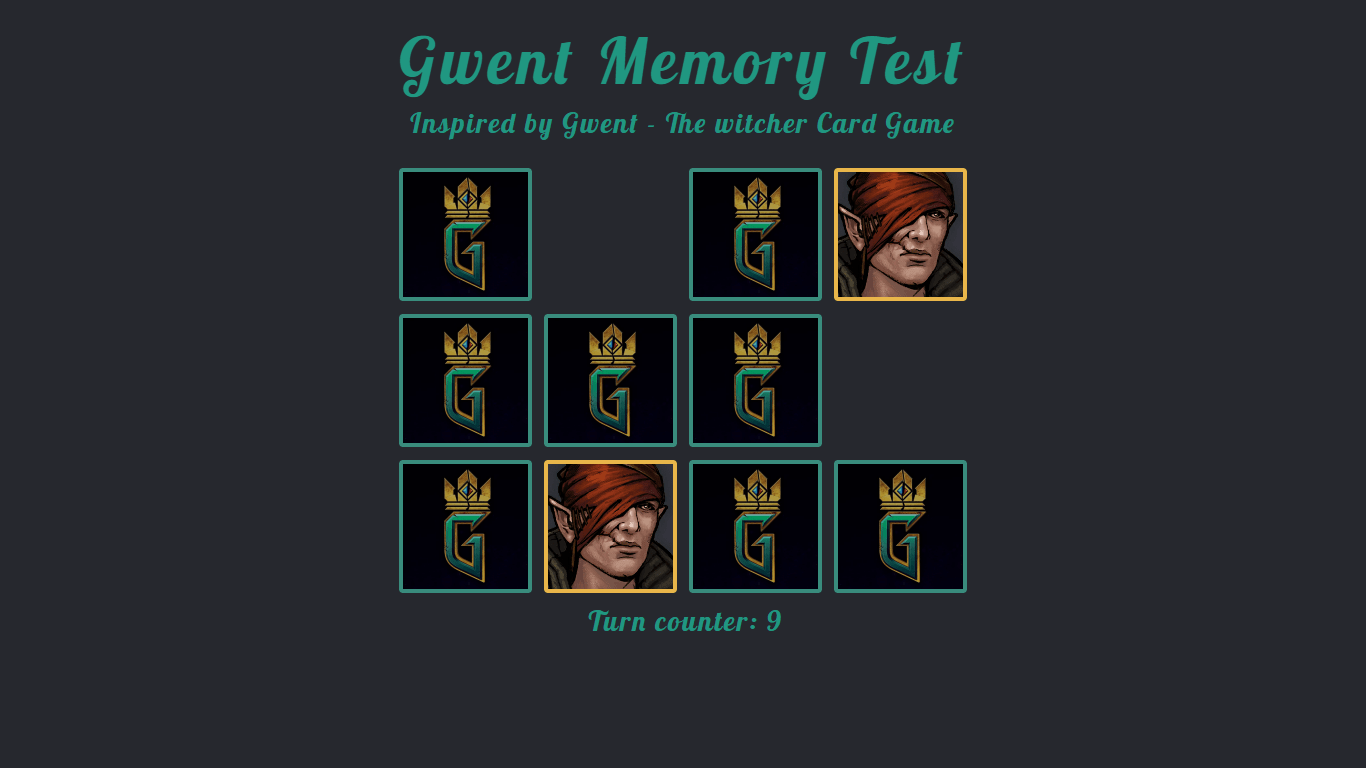 Gwent Memory Test
Inspired by Gwent - The witcher Card Game
Turn counter: 9